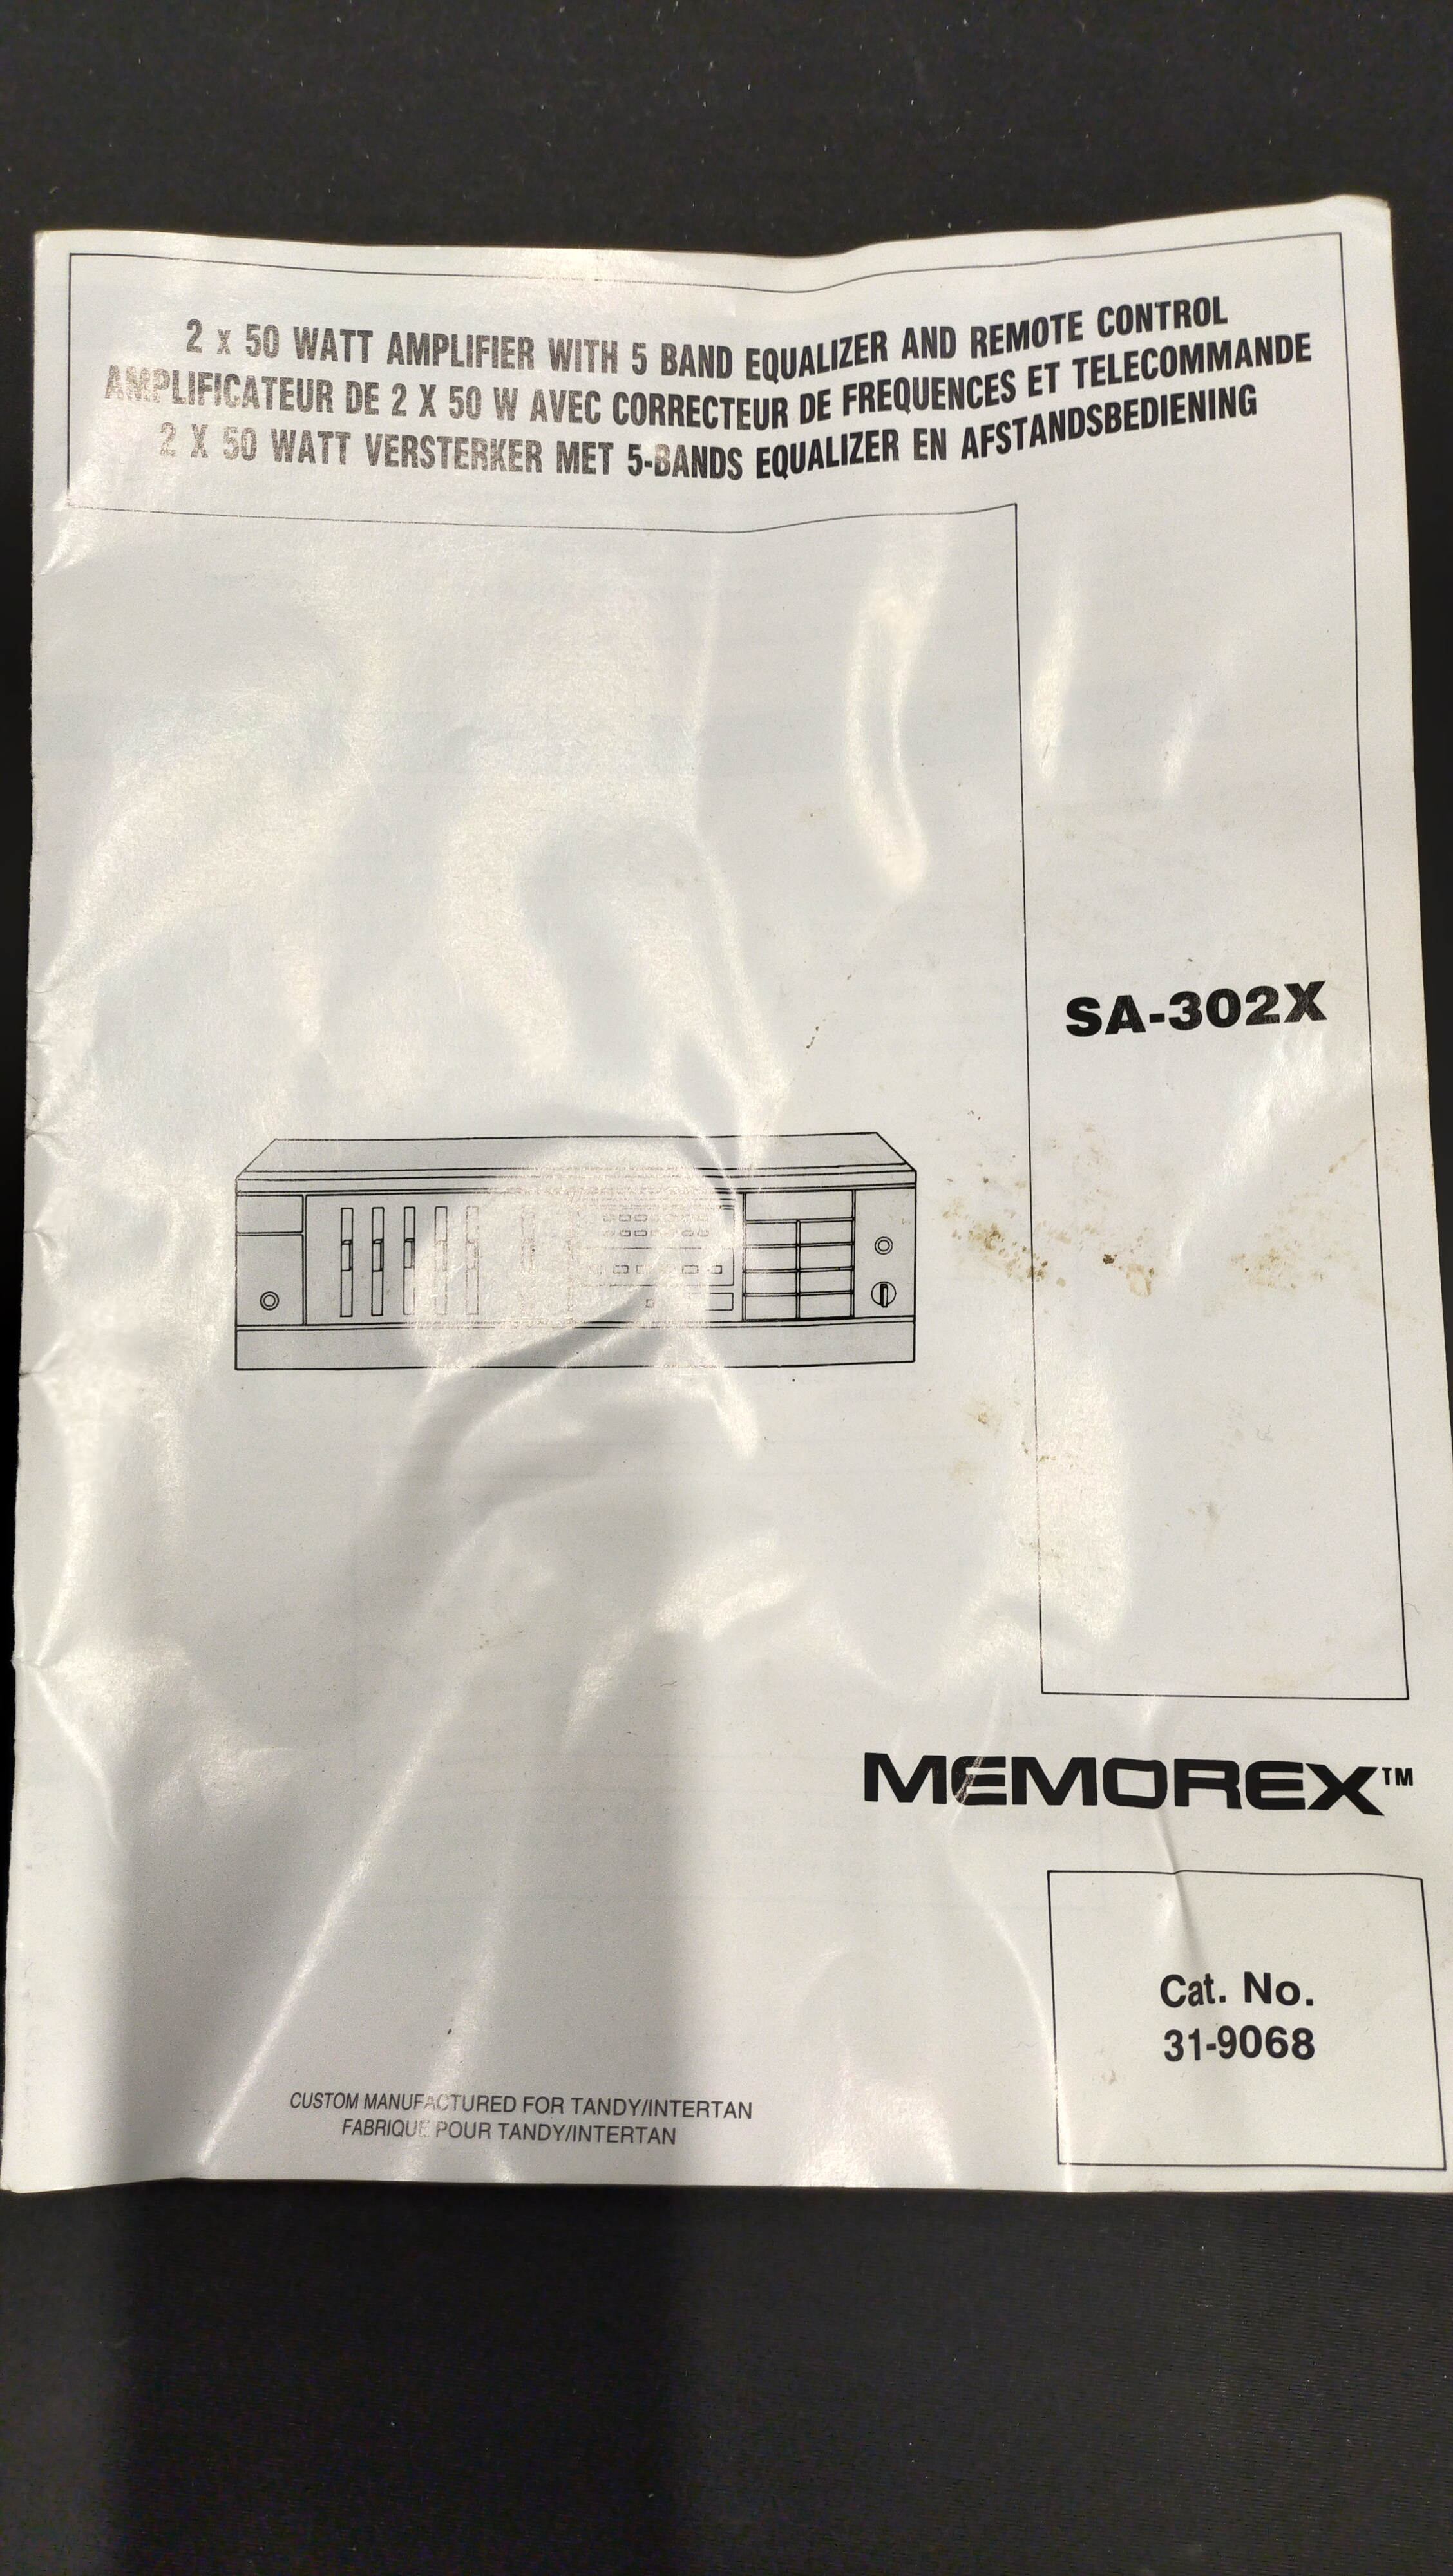 2 x 50 WATT AMPLIFIER WITH 5 BAND EQUALIZER AND REMOTE CONTROL
AMPLIFICATEUR DE 2 X 50 W AVEC CORRECTEUR DE FREQUENCES ET TELECOMMANDE
2 X 50 WATT VERSTERKER MET 5-BANDS EQUALIZER EN AFSTANDSBEDIENING
SA-302X
MEMOREX™
Cat. No.
31-9068
CUSTOM MANUFACTURED FOR TANDY/INTERTAN
FABRIQUE POUR TANDY/INTERTAN